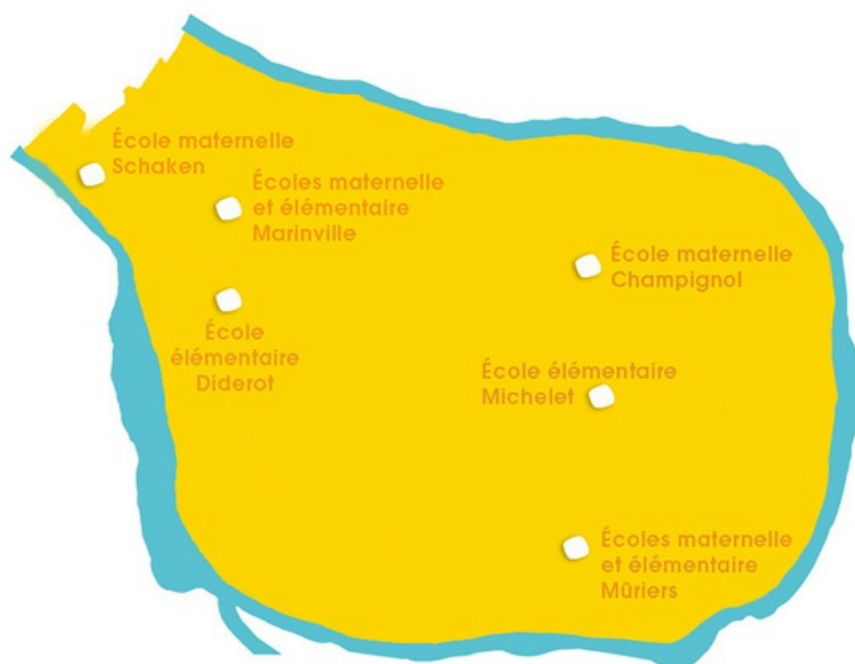 École maternelle
Schaken
Écoles maternelle
et élémentaire
Marinville
École maternelle
Champignol
École
élémentaire
Diderot
École élémentaire
Michelet
Écoles maternelle
et élémentaire
Mûriers